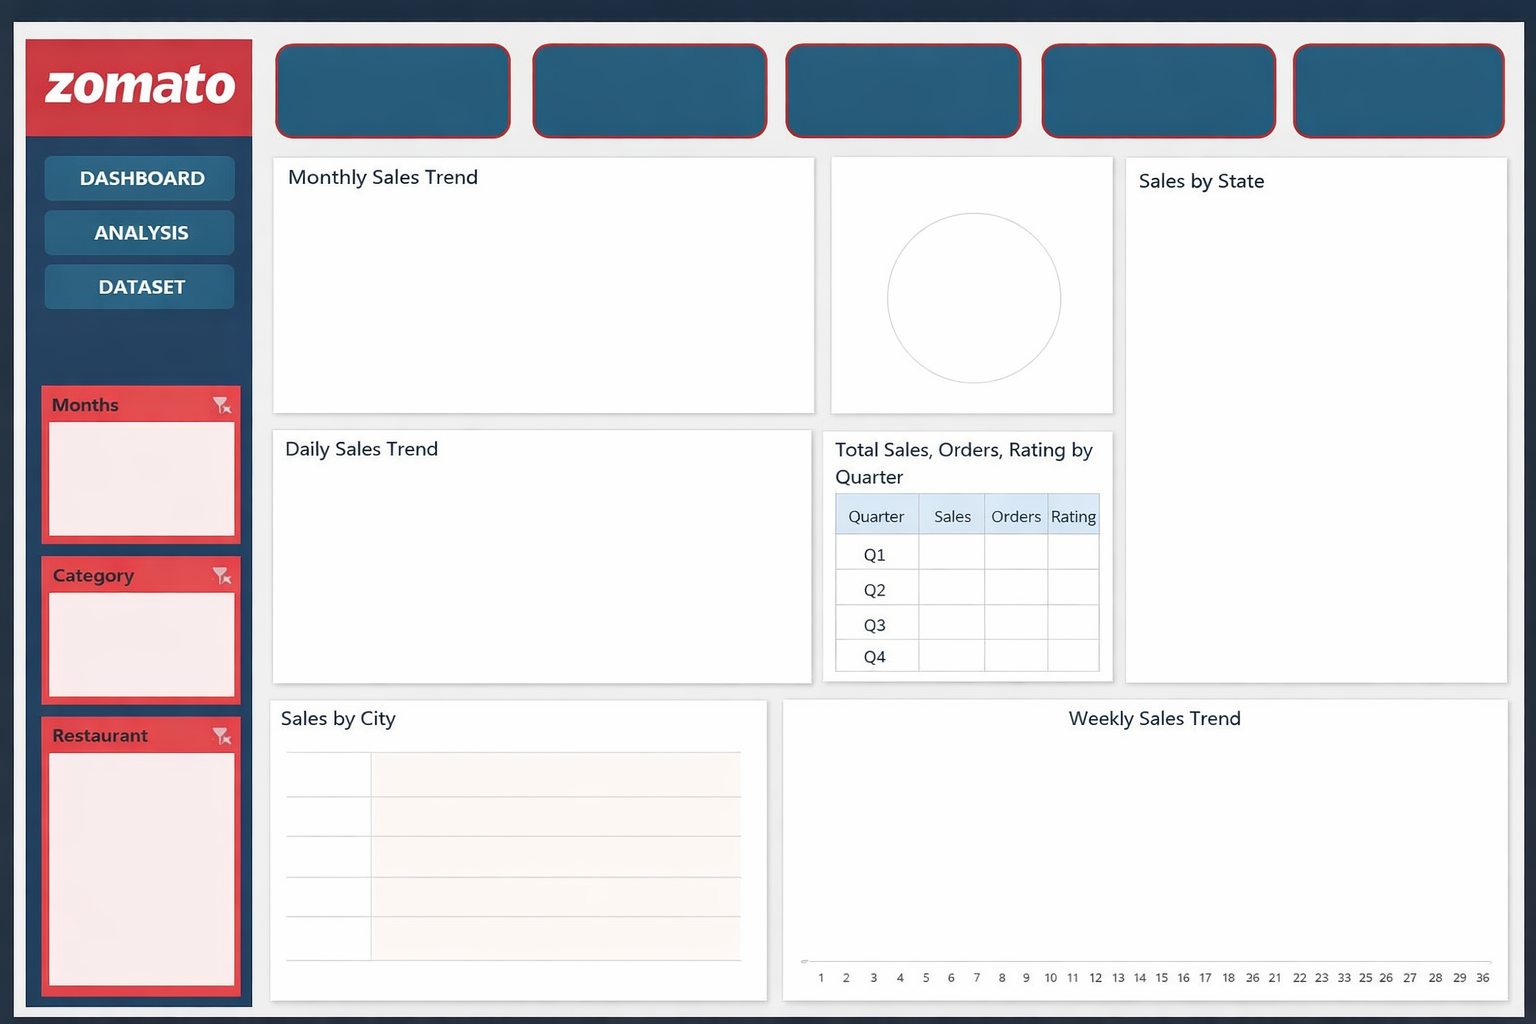 zomato
DASHBOARD
ANALYSIS
DATASET
Months
Category
Restaurant
Monthly Sales Trend
Sales by State
Daily Sales Trend
Total Sales, Orders, Rating by
Quarter
Quarter Sales Orders Rating
Q1
Q2
Q3
Q4
Sales by City
Weekly Sales Trend
1 2 3 4 5 6 7 8 9 10 11 12 13 14 15 16 17 18 26 21 22 23 33 25 26 27 28 29 36